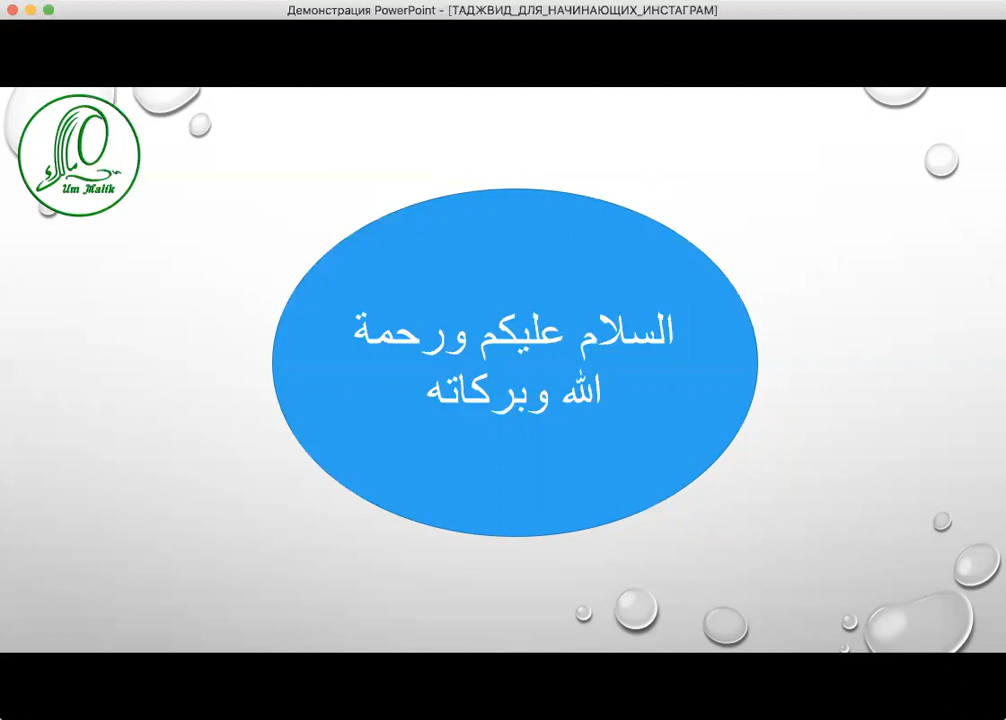 Демонстрация PowerPoint - [ТАДЖВИД_ДЛЯ_НАЧИНАЮЩИХ_ИНСТАГРАМ]
Um Malik
السلام عليكم ورحمة
الله وبركاته